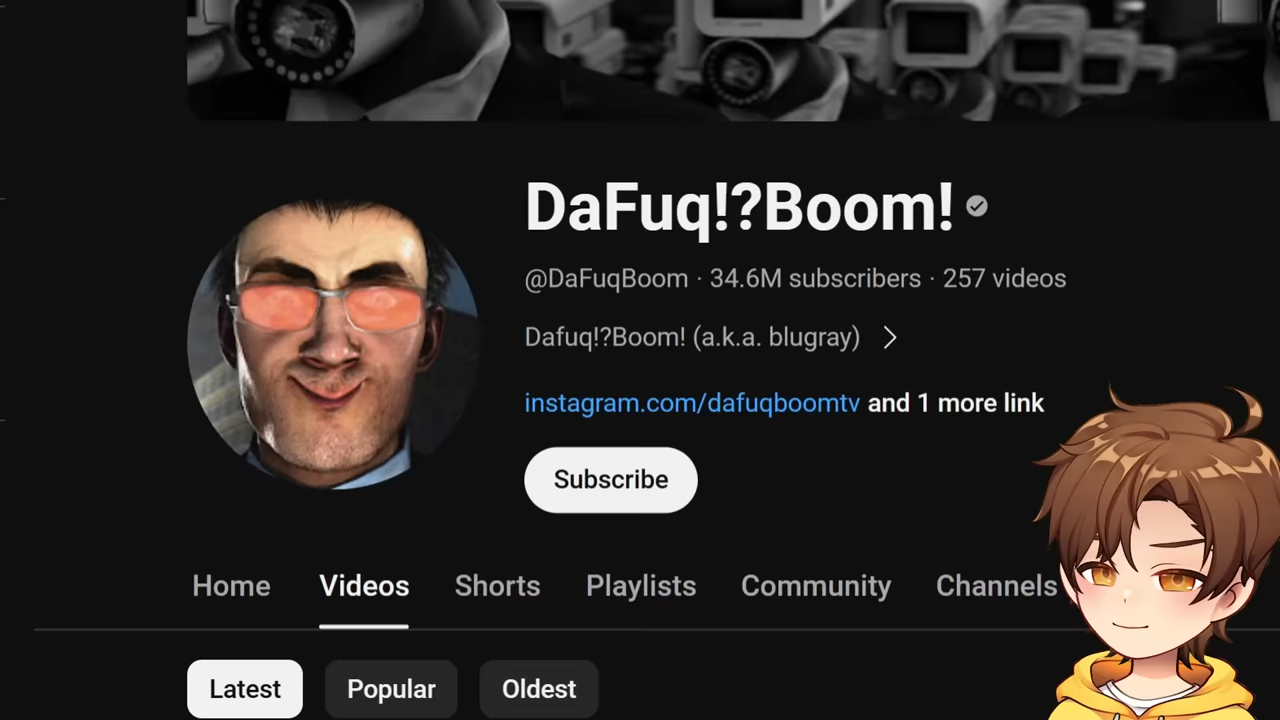 DaFuq!?Boom!
@DaFuqBoom · 34.6M subscribers · 257 videos
Dafuq!?Boom! (a.k.a. blugray)
instagram.com/dafuqboomtv and 1 more link
Subscribe
Home Videos Shorts Playlists Community Channels
Latest Popular Oldest